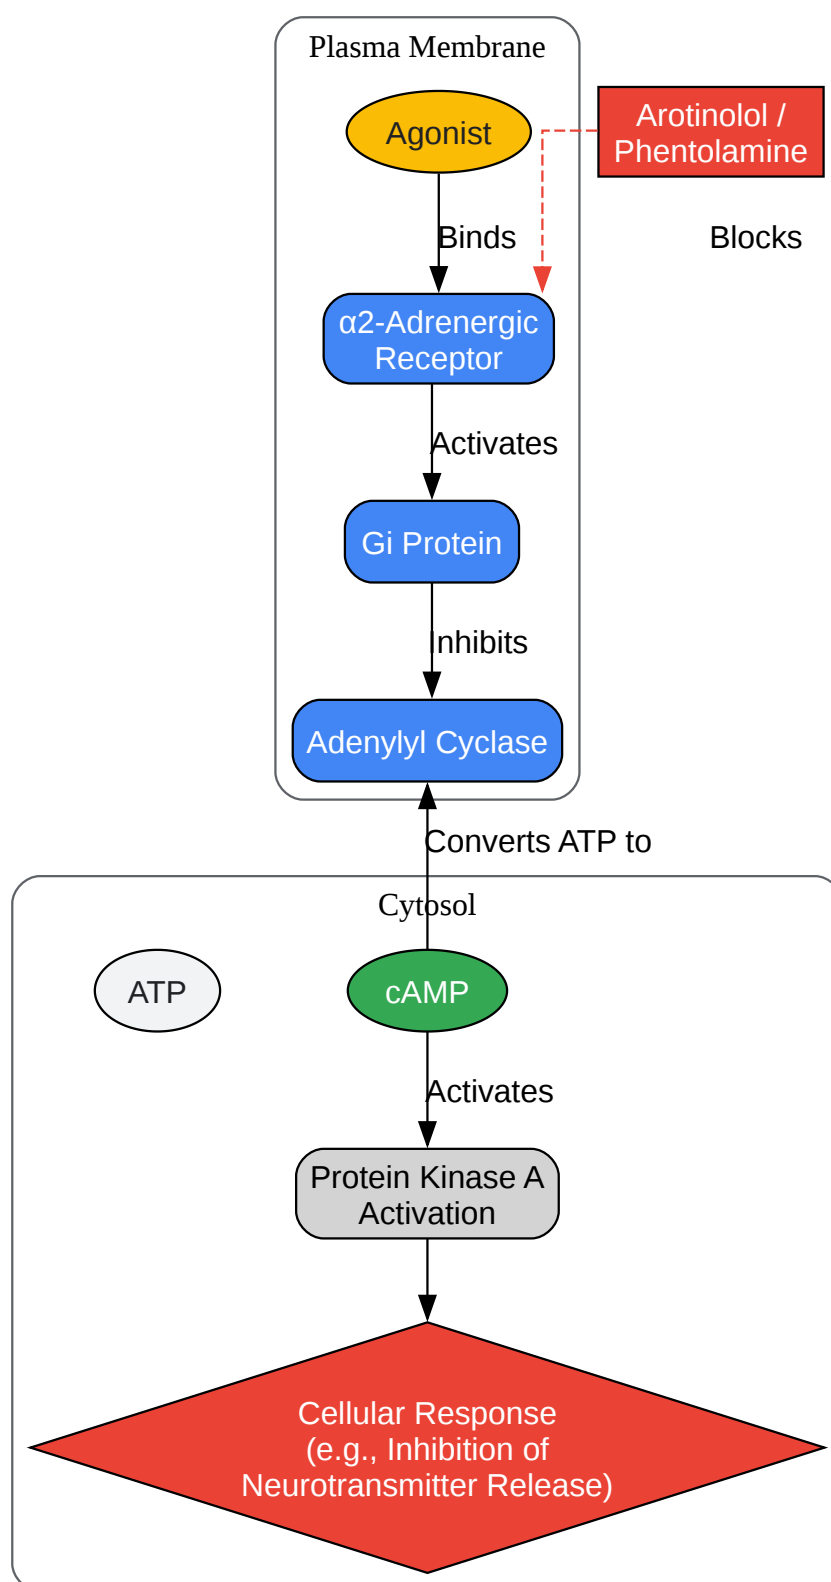 Plasma Membrane
Agonist
Arotinolol /
Phentolamine
Binds
Blocks
α2-Adrenergic
Receptor
Activates
Gi Protein
Inhibits
Adenylyl Cyclase
Converts ATP to
Cytosol
ATP
cAMP
Activates
Protein Kinase A
Activation
Cellular Response
(e.g., Inhibition of
Neurotransmitter Release)